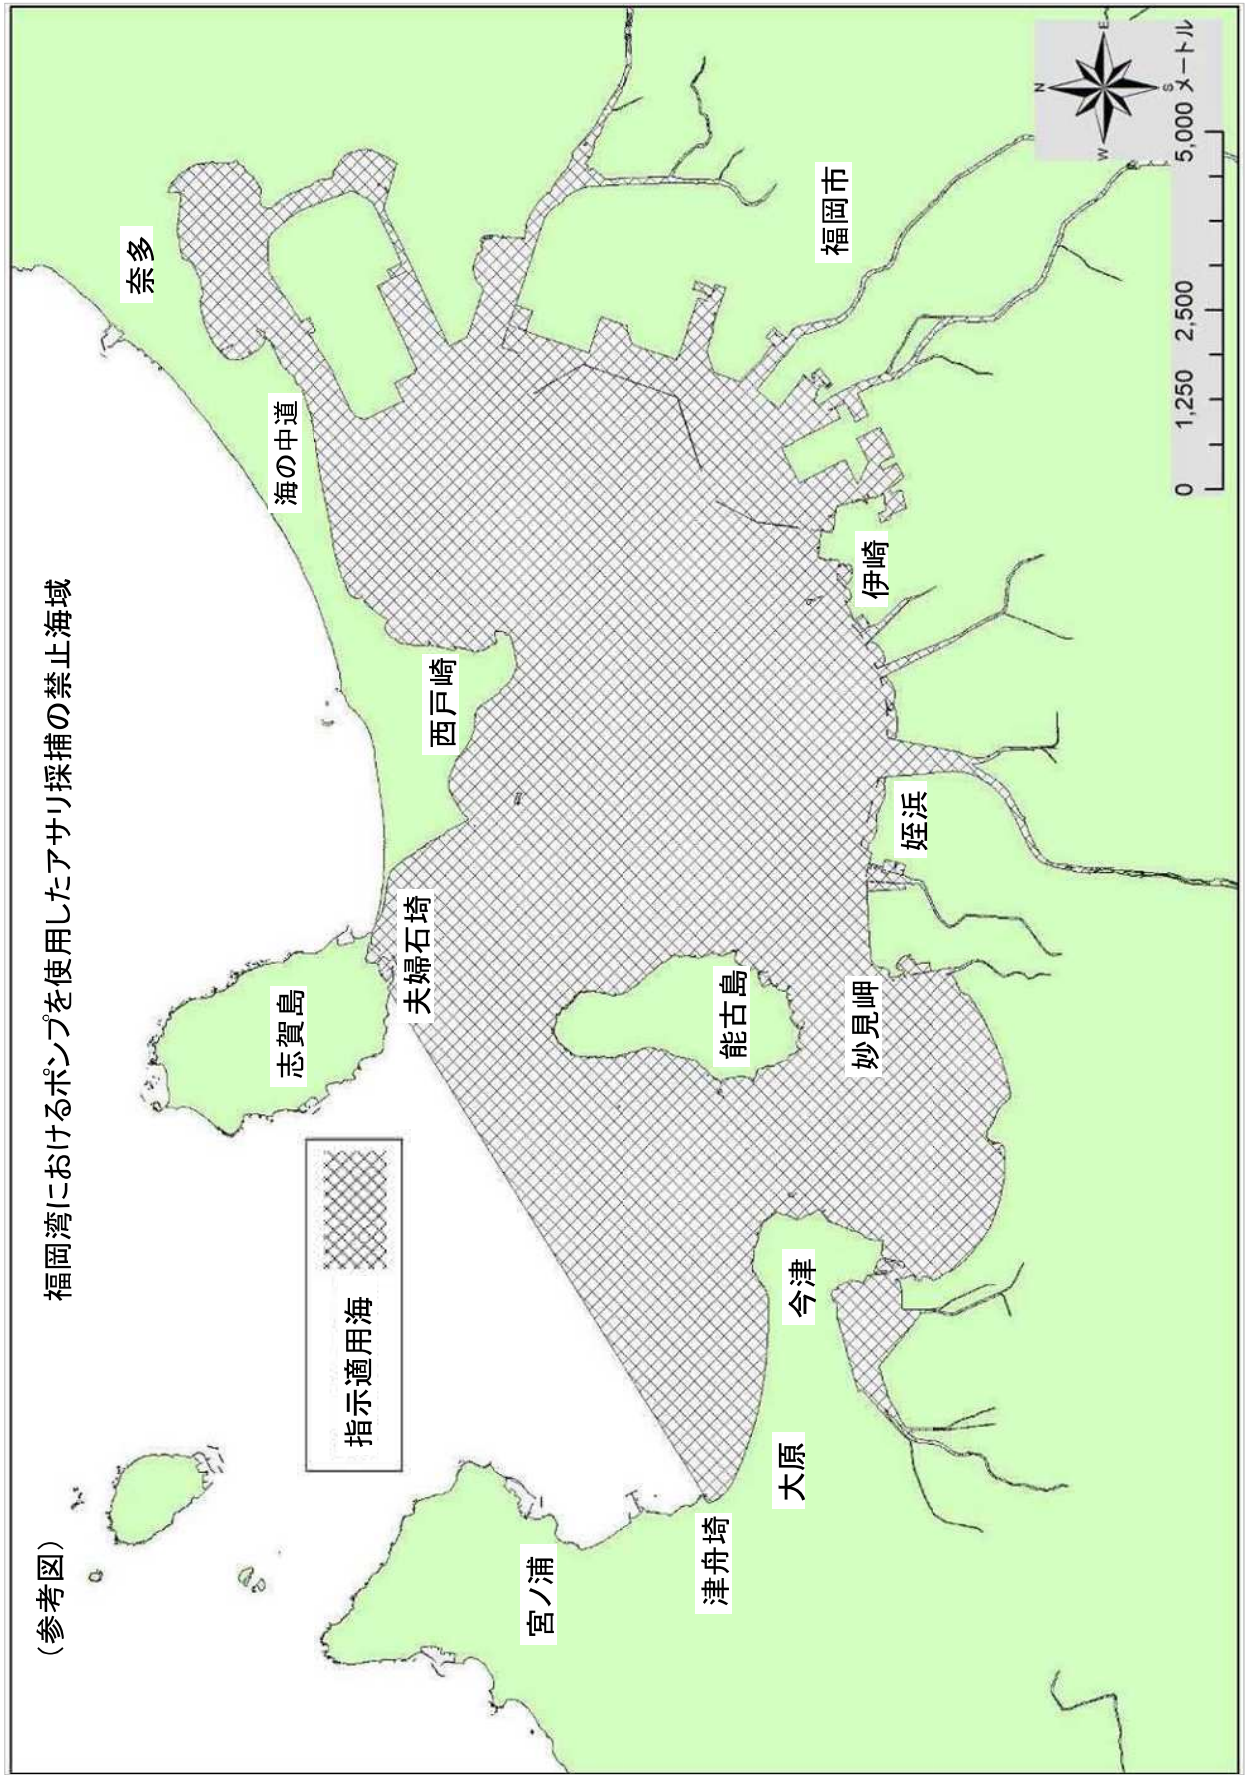 (参考図)
福岡湾におけるポンプを使用したアサリ採捕の禁止海域
指示適用海
奈多
海の中道
西戸崎
志賀島
夫婦石埼
能古島
妙見岬
姪浜
伊崎
福岡市
今津
大原
津舟埼
宮ノ浦
N
E
S
W
0 1,250 2,500 5,000 メートル